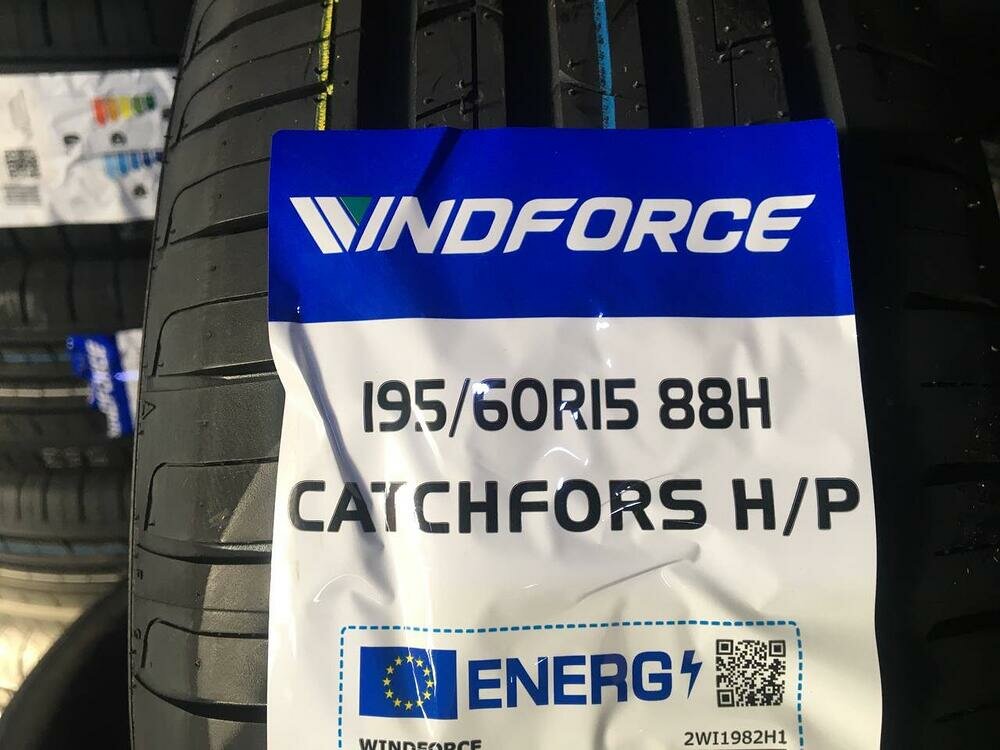 WINDFORCE
195/60R15 88H
CATCHFORS H/P
ENERG
WINDFORCE
2WI1982H1